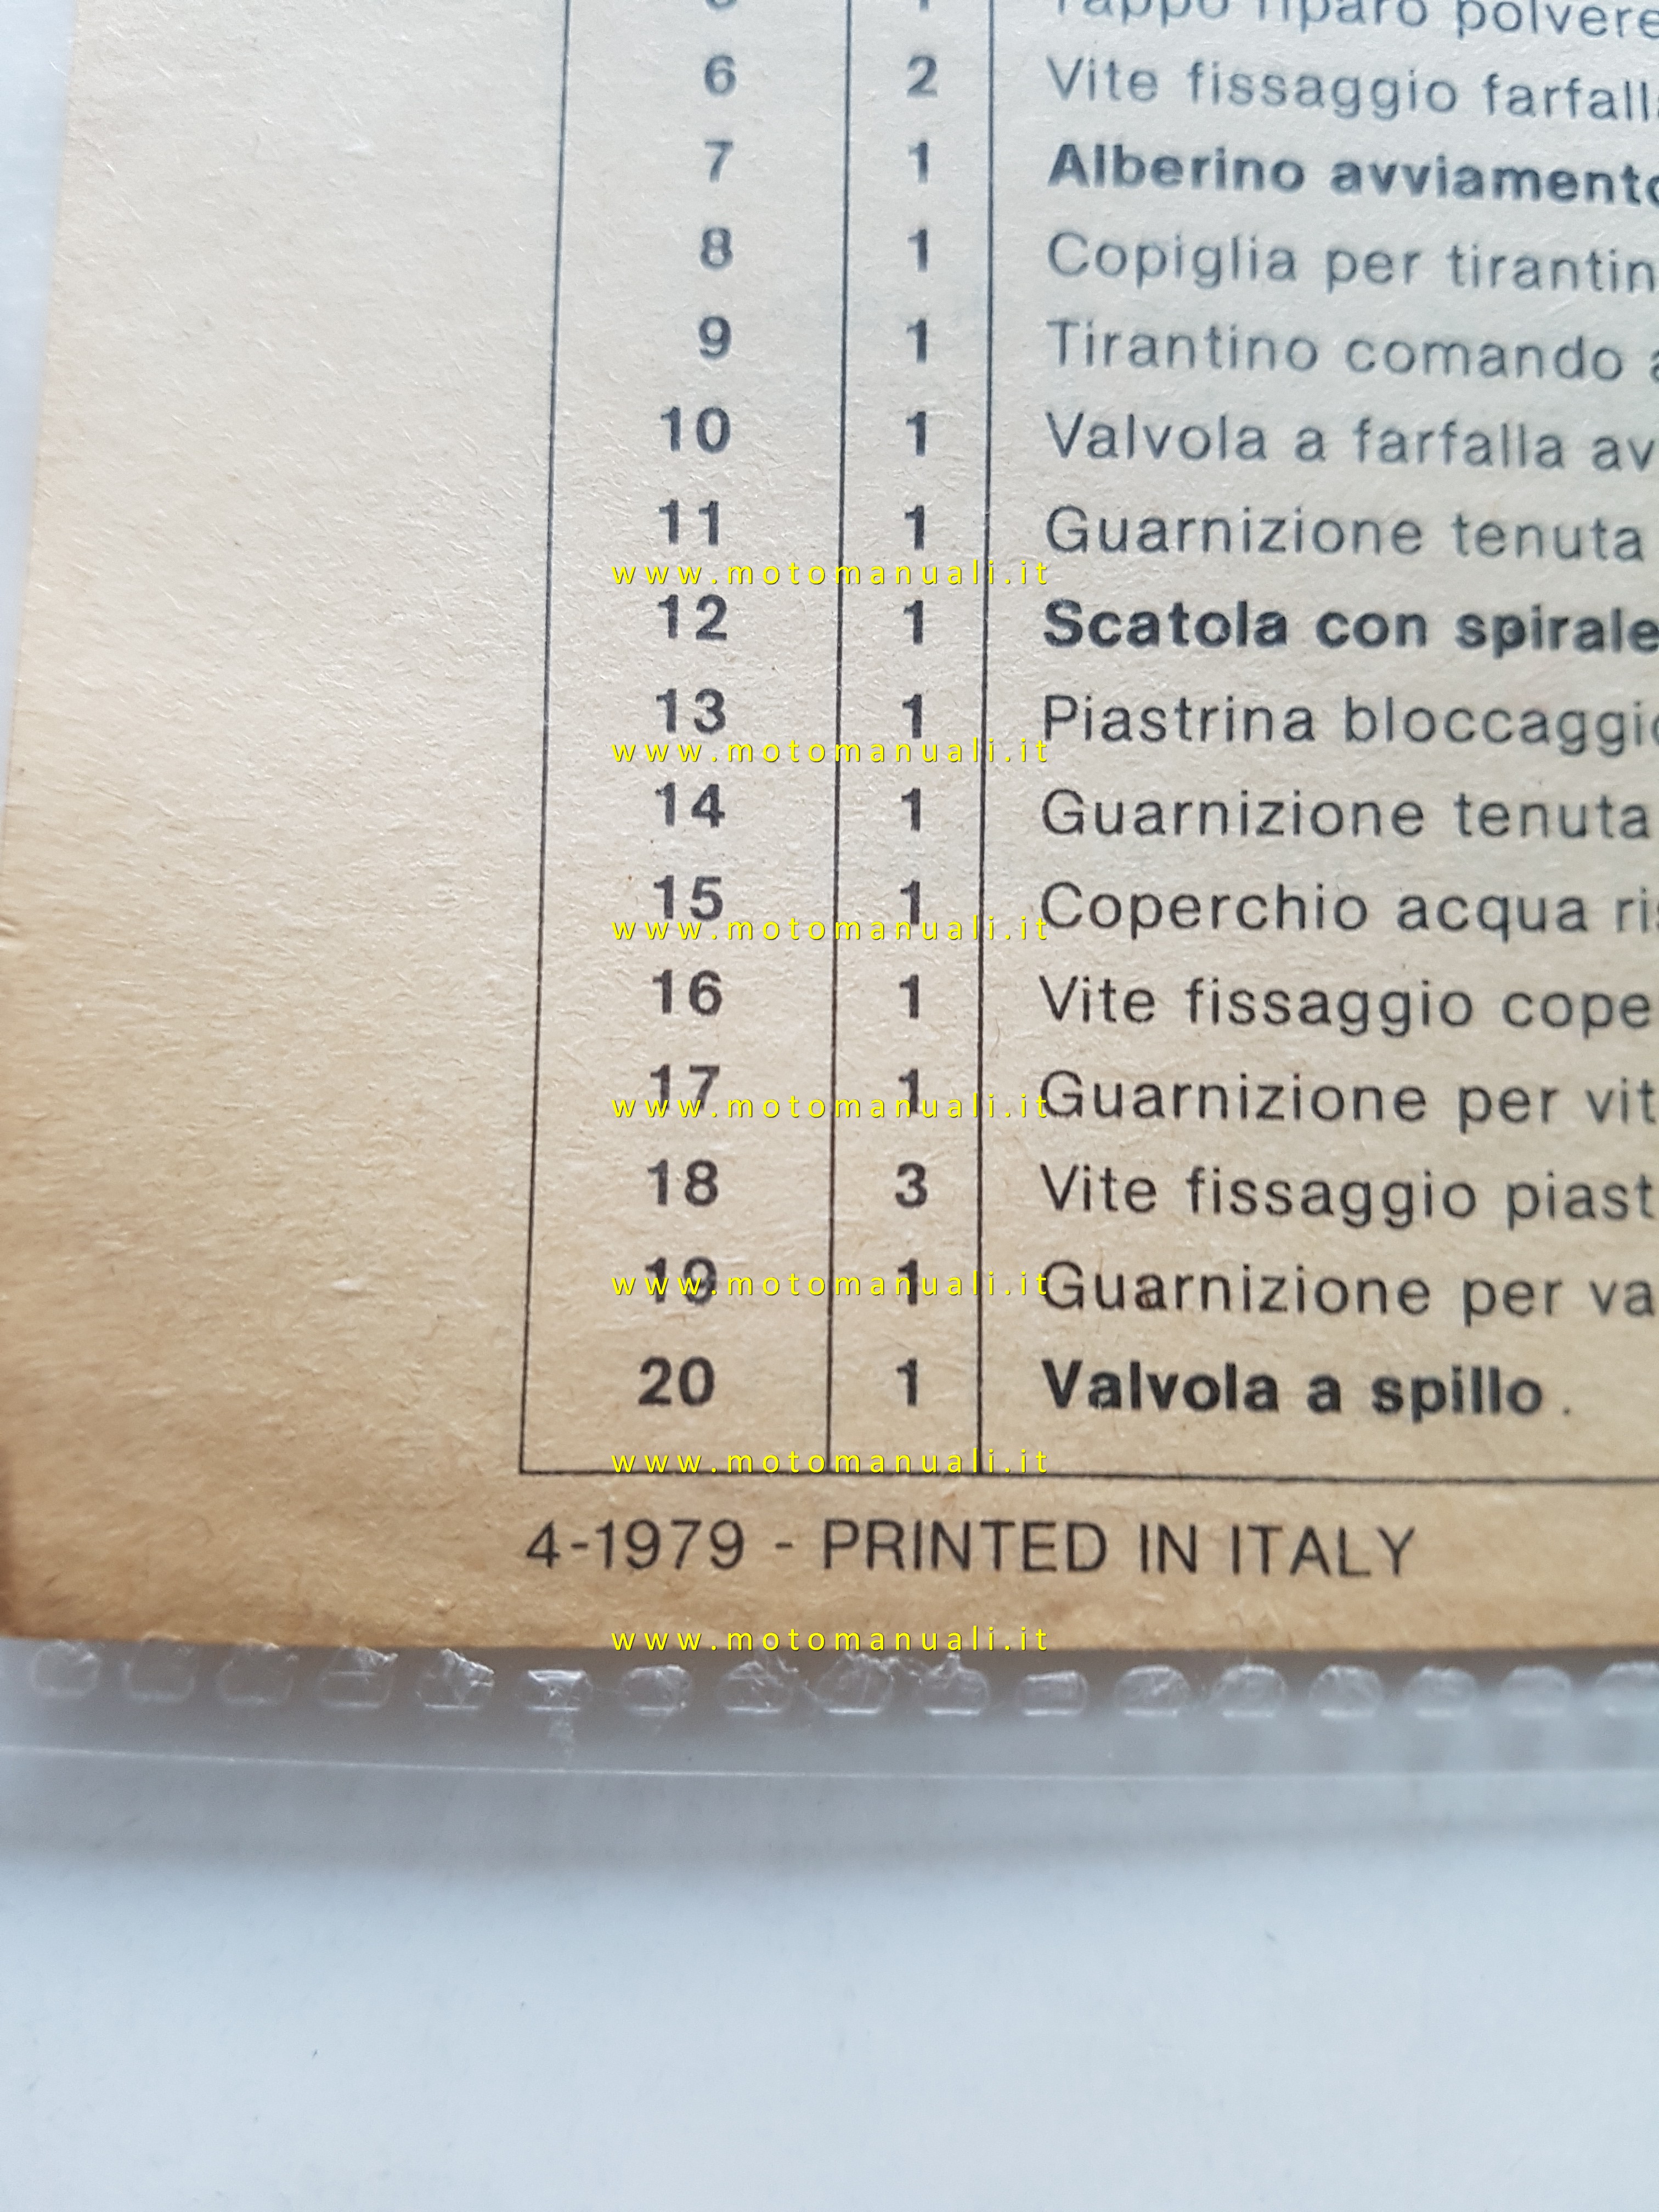 Tappo riparo polvere
6 2 Vite fissaggio farfall
7 1 Alberino avviamento
8 1 Copiglia per tirantin
9 1 Tirantino comando a
10 1 Valvola a farfalla av
11 1 Guarnizione tenuta
www.motomanuali.it
12 1 Scatola con spirale
13 1 Piastrina bloccaggio
www.motomanuali.it
14 1 Guarnizione tenuta
15 1 Coperchio acqua ris
www.motomanuali.it
16 1 Vite fissaggio cope
17 1 Guarnizione per vit
www.motomanuali.it
18 3 Vite fissaggio piast
19 1 Guarnizione per va
www.motomanuali.it
20 1 Valvola a spillo .
www.motomanuali.it
4-1979 - PRINTED IN ITALY
www.motomanuali.it